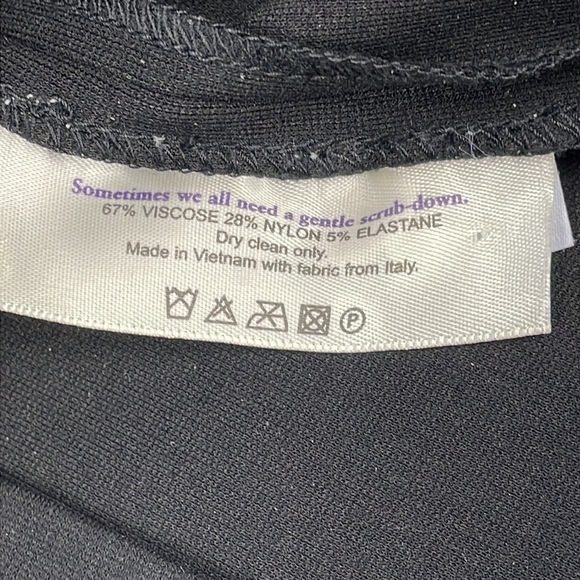 Sometimes we all need a gentle scrub-down.
67% VISCOSE 28% NYLON 5% ELASTANE
Dry clean only.
Made in Vietnam with fabric from Italy.
P